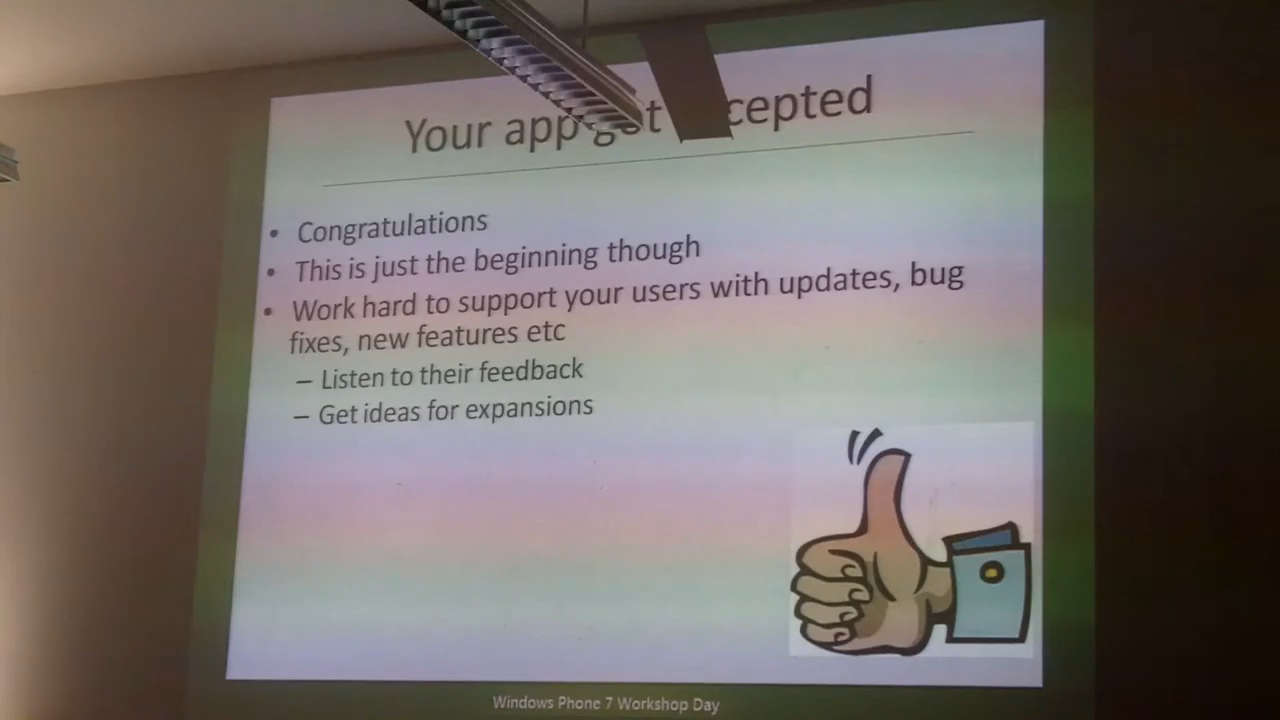 Your app got cepted
• Congratulations
• This is just the beginning though
• Work hard to support your users with updates, bug
fixes, new features etc
– Listen to their feedback
– Get ideas for expansions
Windows Phone 7 Workshop Day